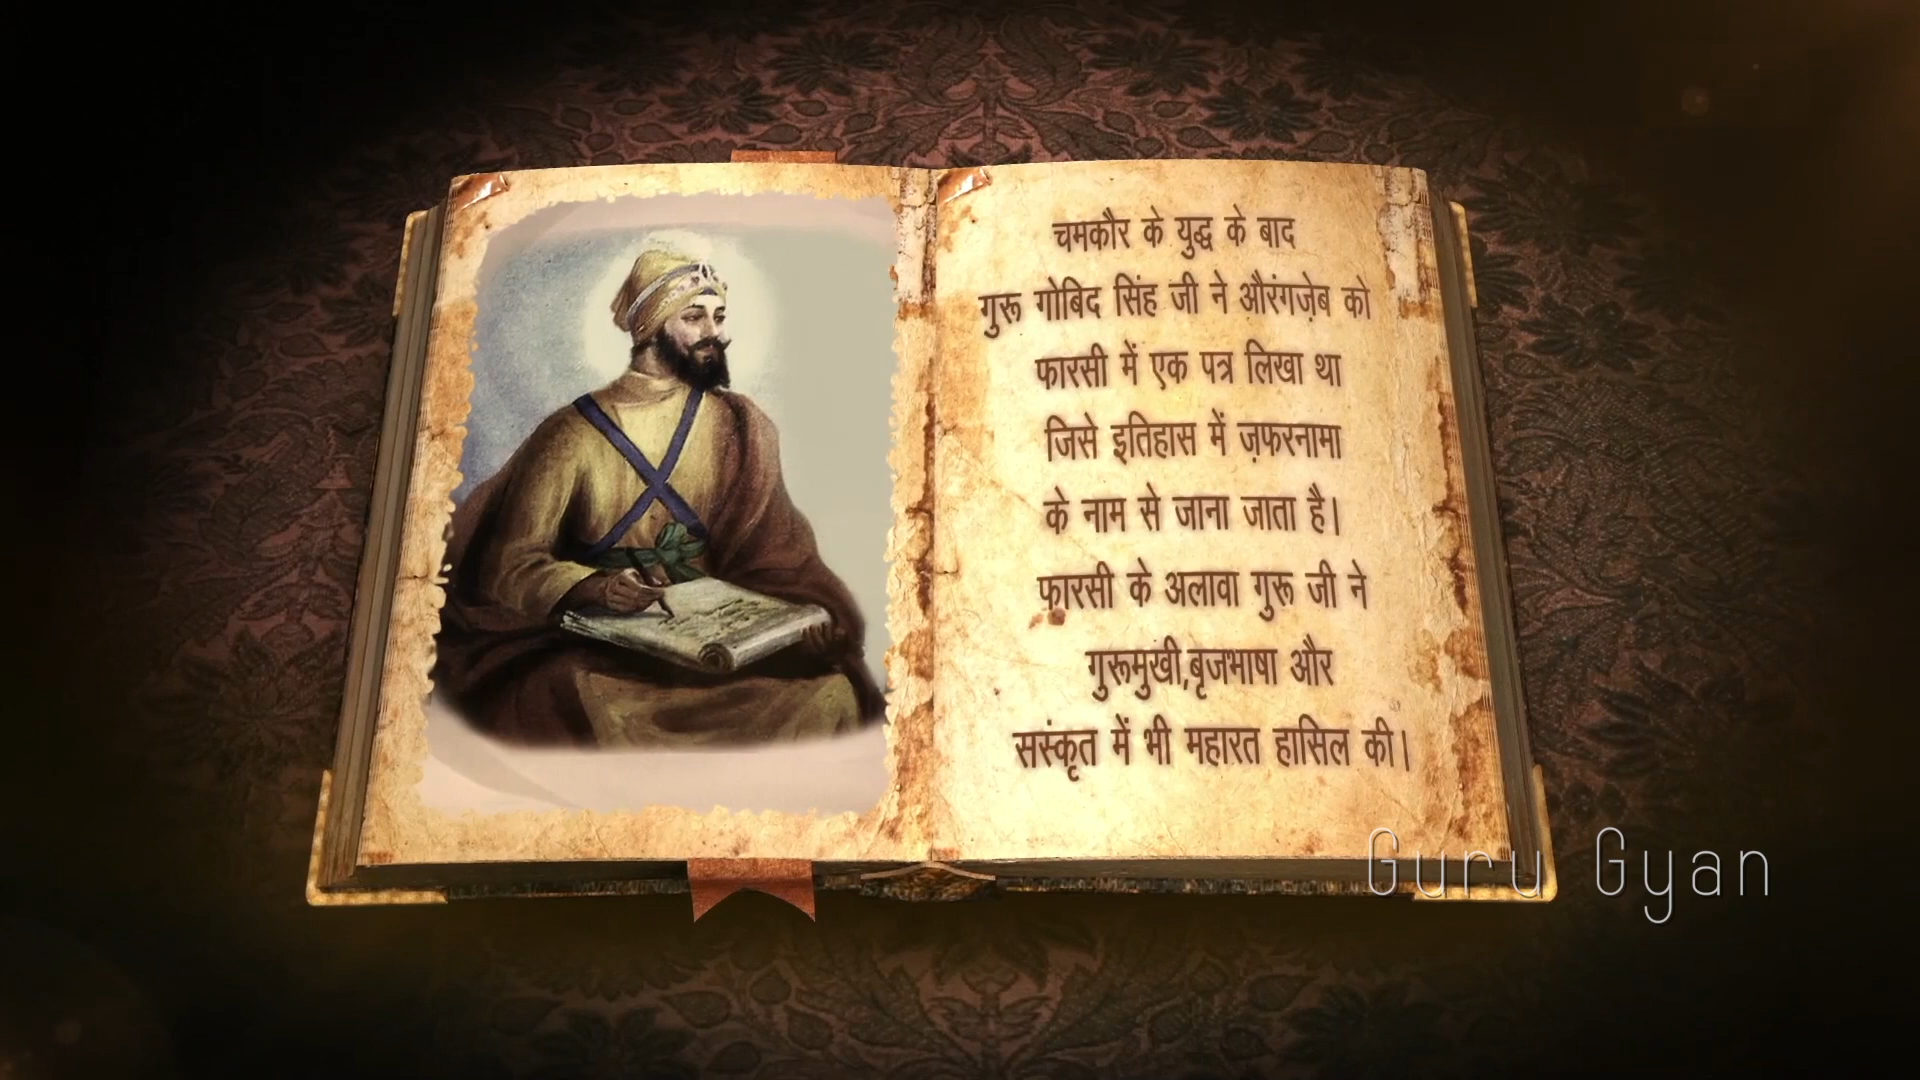 चमकौर के युद्ध के बाद
गुरू गोबिद सिंह जी ने औरंगज़ेब को
फारसी में एक पत्र लिखा था
जिसे इतिहास में ज़फरनामा
के नाम से जाना जाता है।
फ़ारसी के अलावा गुरू जी ने
गुरूमुखी,बृजभाषा और
सस्ंकृत में भी महारत हासिल की।
Guru Gyan